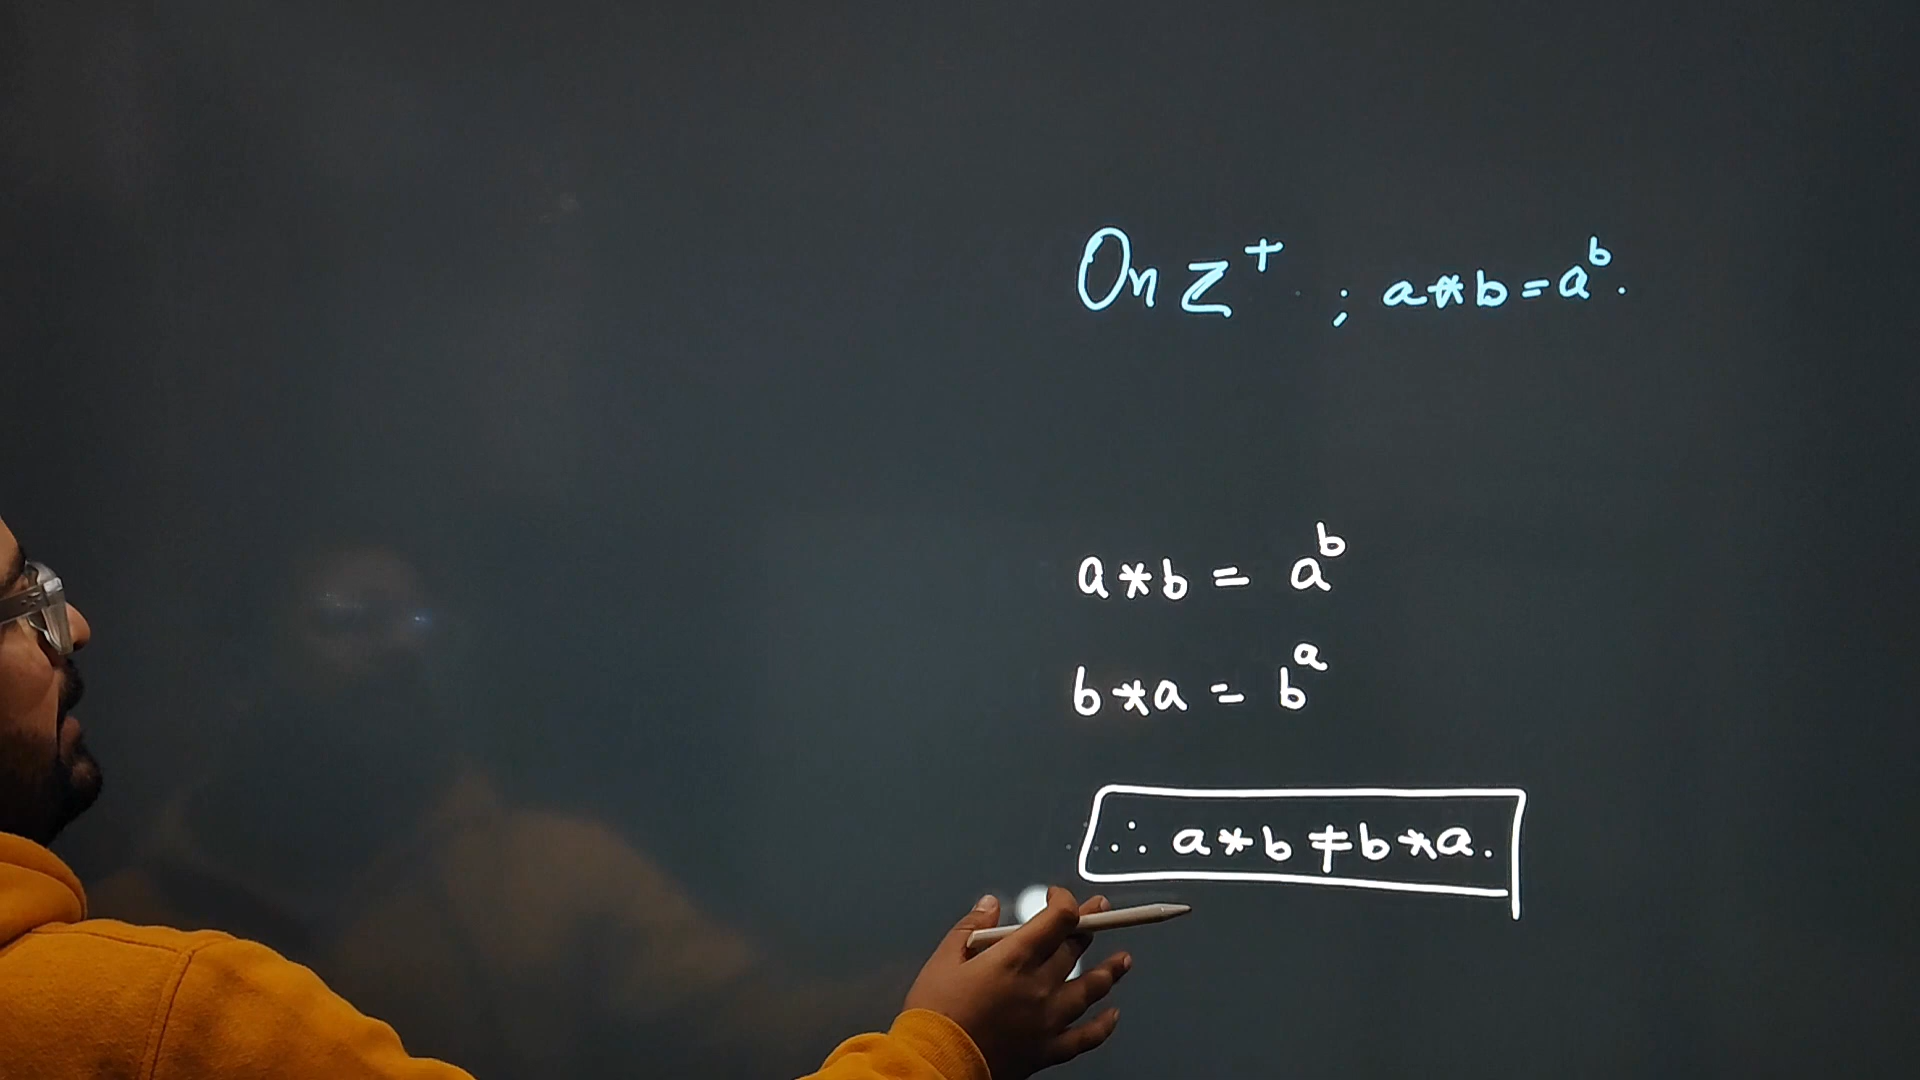 On Z⁺ ; a*b=aᵇ.
a*b = aᵇ
b*a = bᵃ
∴ a*b≠b*a.